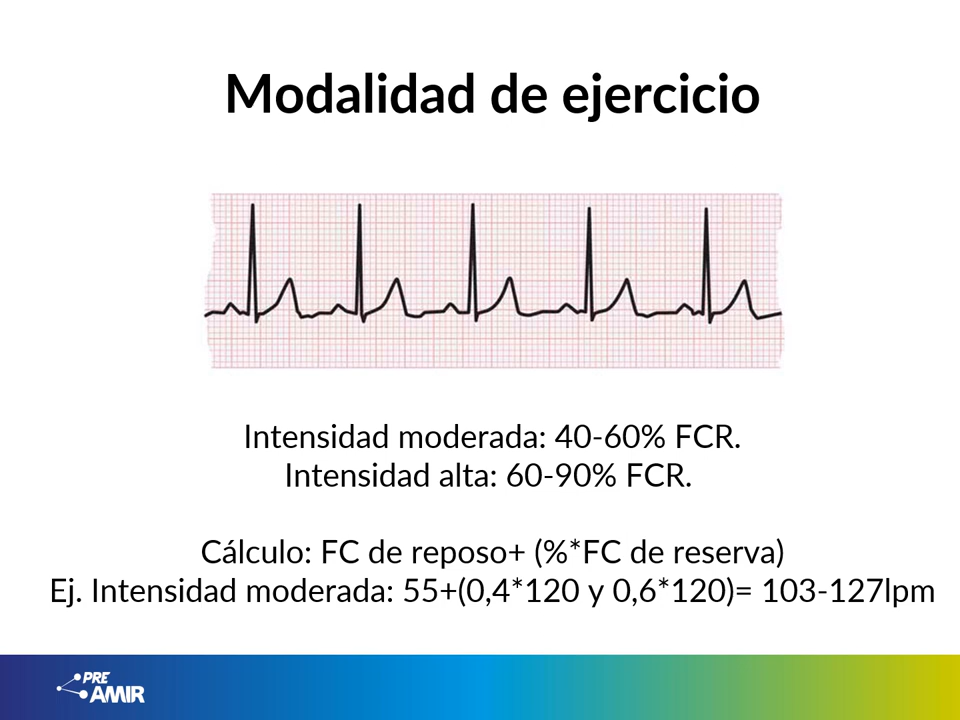 Modalidad de ejercicio
Intensidad moderada: 40-60% FCR.
Intensidad alta: 60-90% FCR.
Cálculo: FC de reposo+ (%*FC de reserva)
Ej. Intensidad moderada: 55+(0,4*120 y 0,6*120)= 103-127lpm
PRE
AMIR